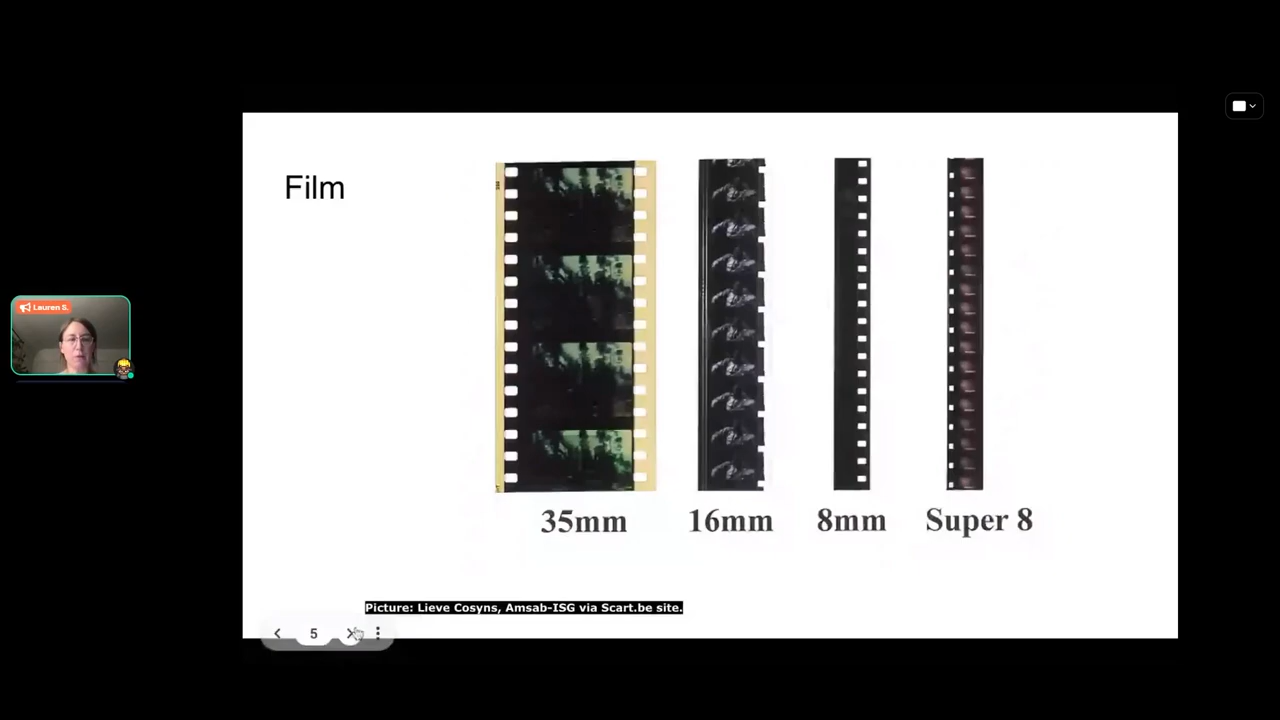 Film
Lauren S.
35mm 16mm 8mm Super 8
Picture: Lieve Cosyns, Amsab-ISG via Scart.be site.
5